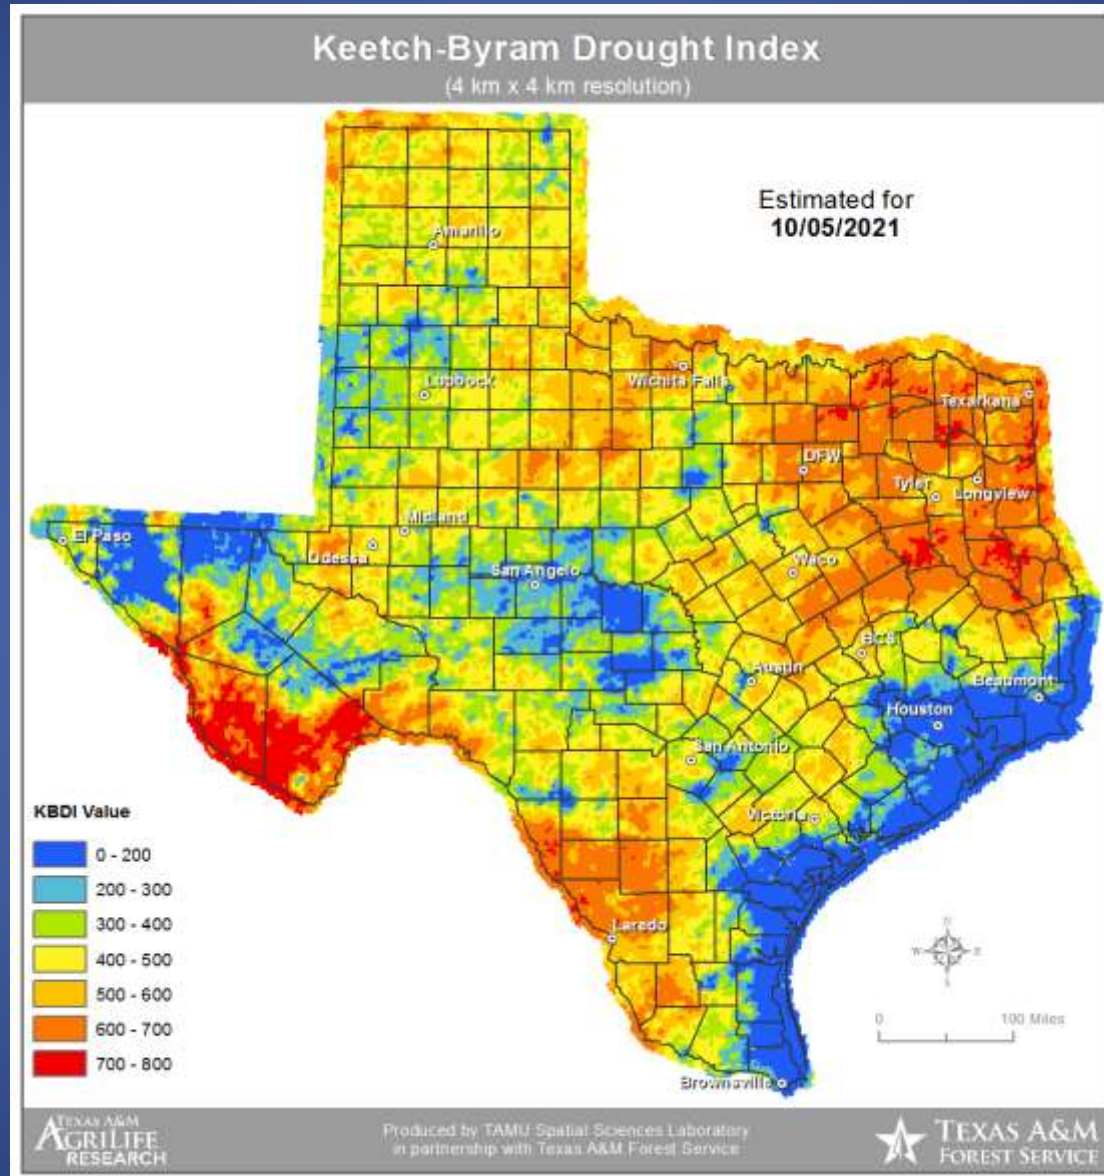 Keetch-Byram Drought Index
(4 km x 4 km resolution)
Estimated for
10/05/2021
Amarillo
Lubbock
Wichita Falls
Texarkana
DFW
Tyler
Longview
El Paso
Midland
Odessa
San Angelo
Waco
BCS
Austin
Beaumont
Houston
San Antonio
Victoria
Laredo
Brownsville
KBDI Value
0 - 200
200 - 300
300 - 400
400 - 500
500 - 600
600 - 700
700 - 800
N
W E
S
0 100 Miles
TEXAS A&M
AGRILIFE
RESEARCH
Produced by TAMU Spatial Sciences Laboratory
in partnership with Texas A&M Forest Service
TEXAS A&M
FOREST SERVICE